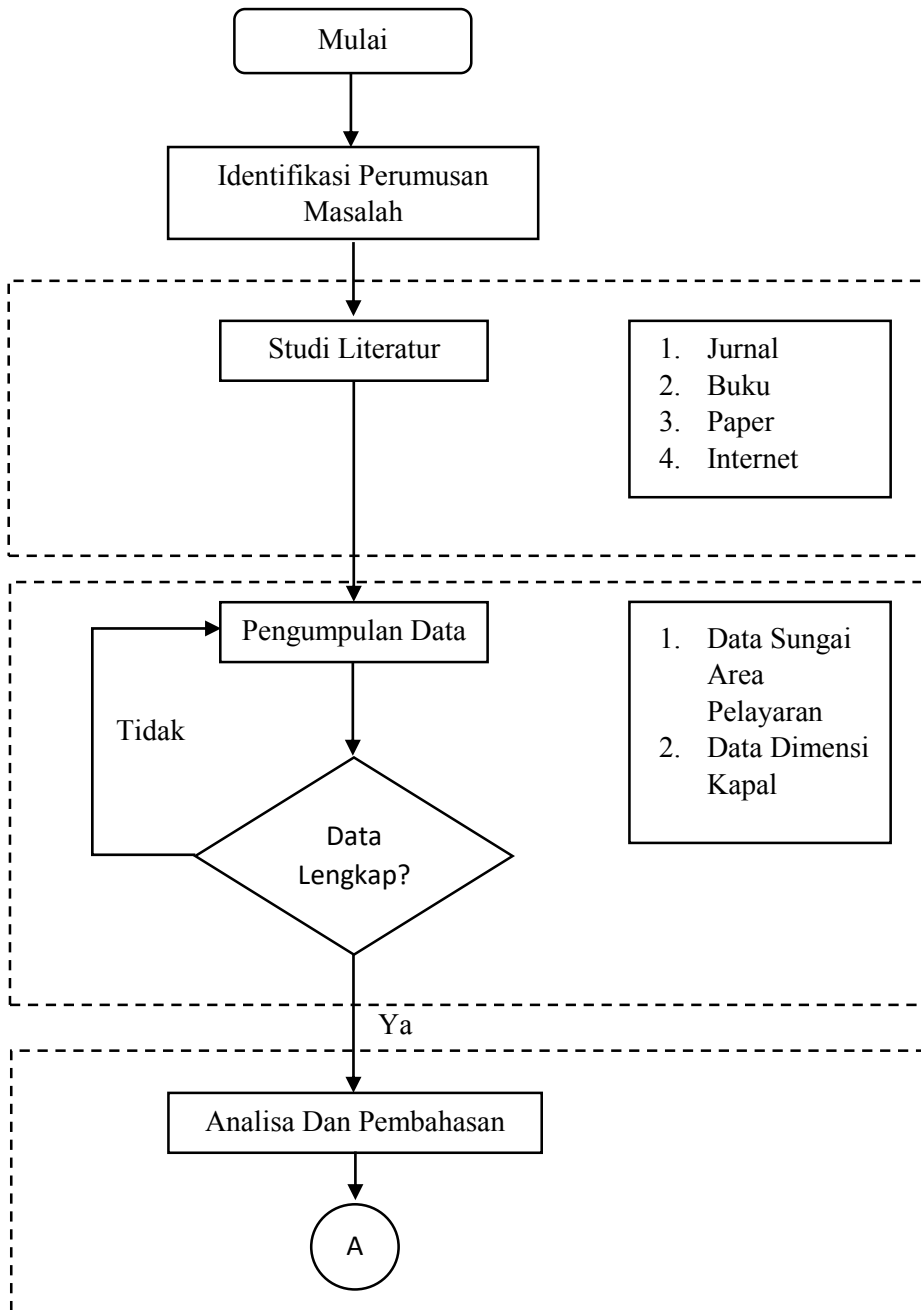 Mulai
Identifikasi Perumusan
Masalah
Studi Literatur
1. Jurnal
2. Buku
3. Paper
4. Internet
Pengumpulan Data
1. Data Sungai
Area
Pelayaran
2. Data Dimensi
Kapal
Tidak
Data
Lengkap?
Ya
Analisa Dan Pembahasan
A